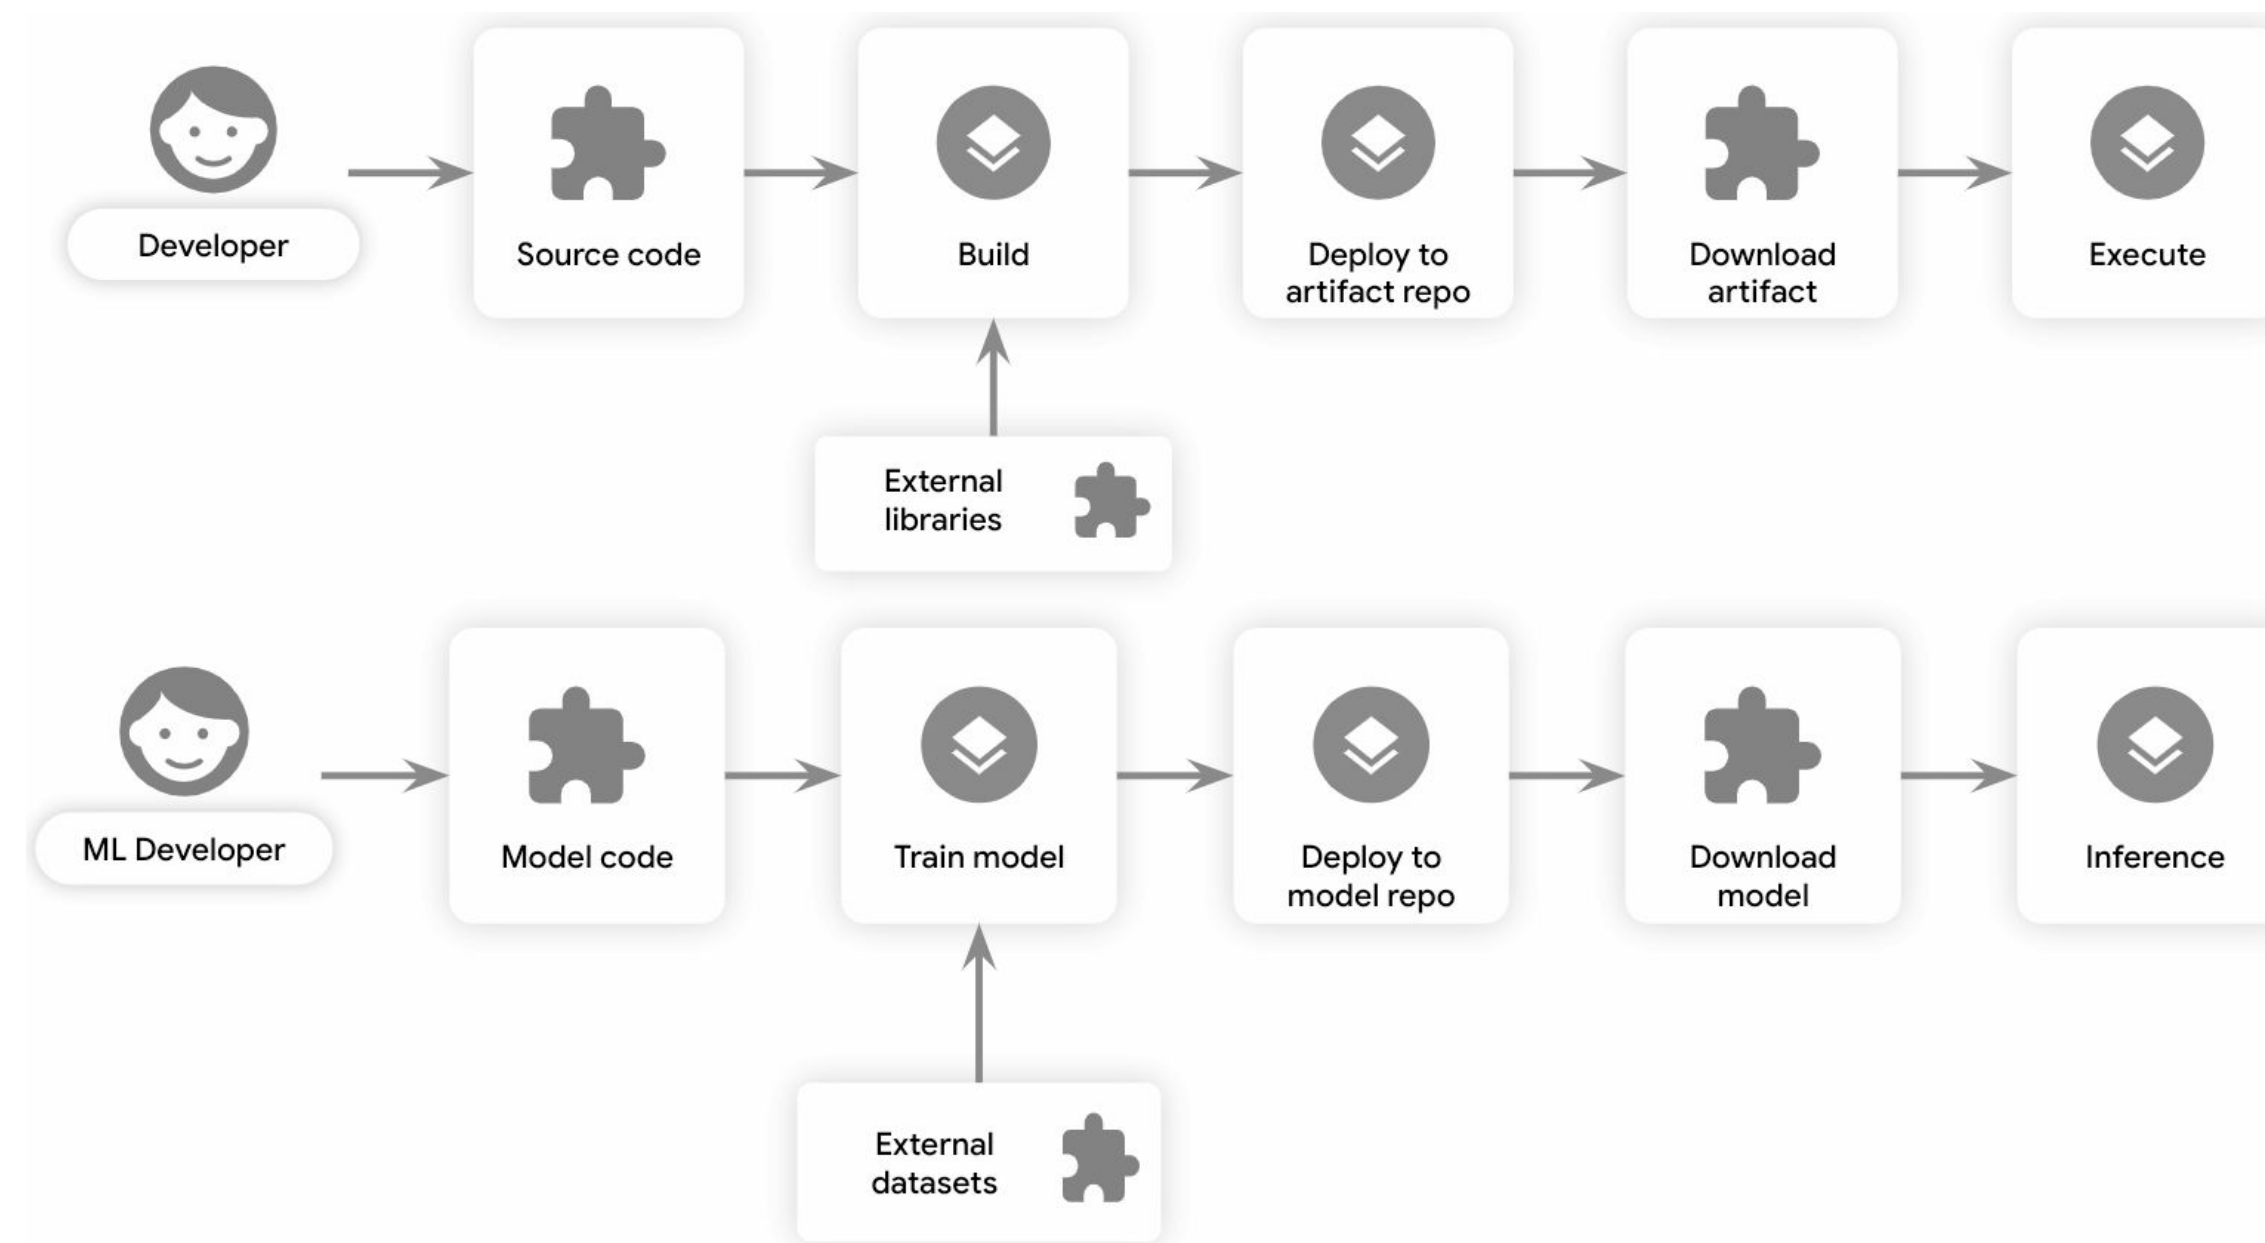 Developer
Source code
Build
Deploy to
artifact repo
Download
artifact
Execute
External
libraries
ML Developer
Model code
Train model
Deploy to
model repo
Download
model
Inference
External
datasets